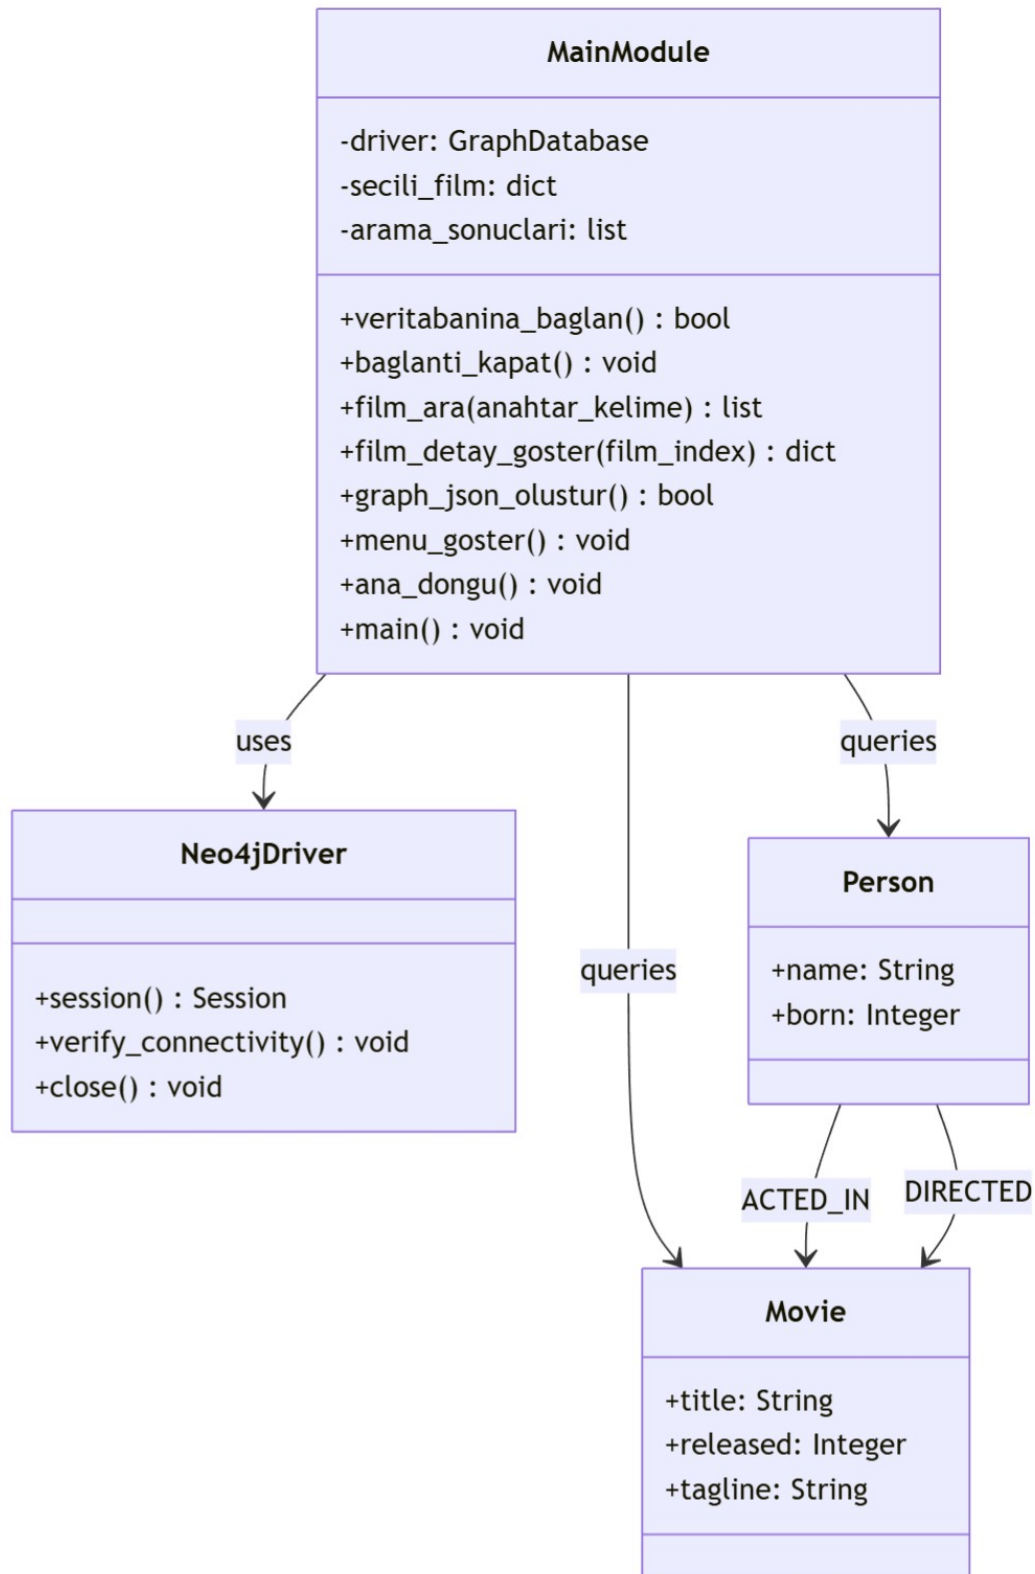 MainModule
-driver: GraphDatabase
-secili_film: dict
-arama_sonuclari: list
+veritabanina_baglan() : bool
+baglanti_kapat() : void
+film_ara(anahtar_kelime) : list
+film_detay_goster(film_index) : dict
+graph_json_olustur() : bool
+menu_goster() : void
+ana_dongu() : void
+main() : void
uses
queries
Neo4jDriver
+session() : Session
+verify_connectivity() : void
+close() : void
queries
Person
+name: String
+born: Integer
ACTED_IN
DIRECTED
Movie
+title: String
+released: Integer
+tagline: String